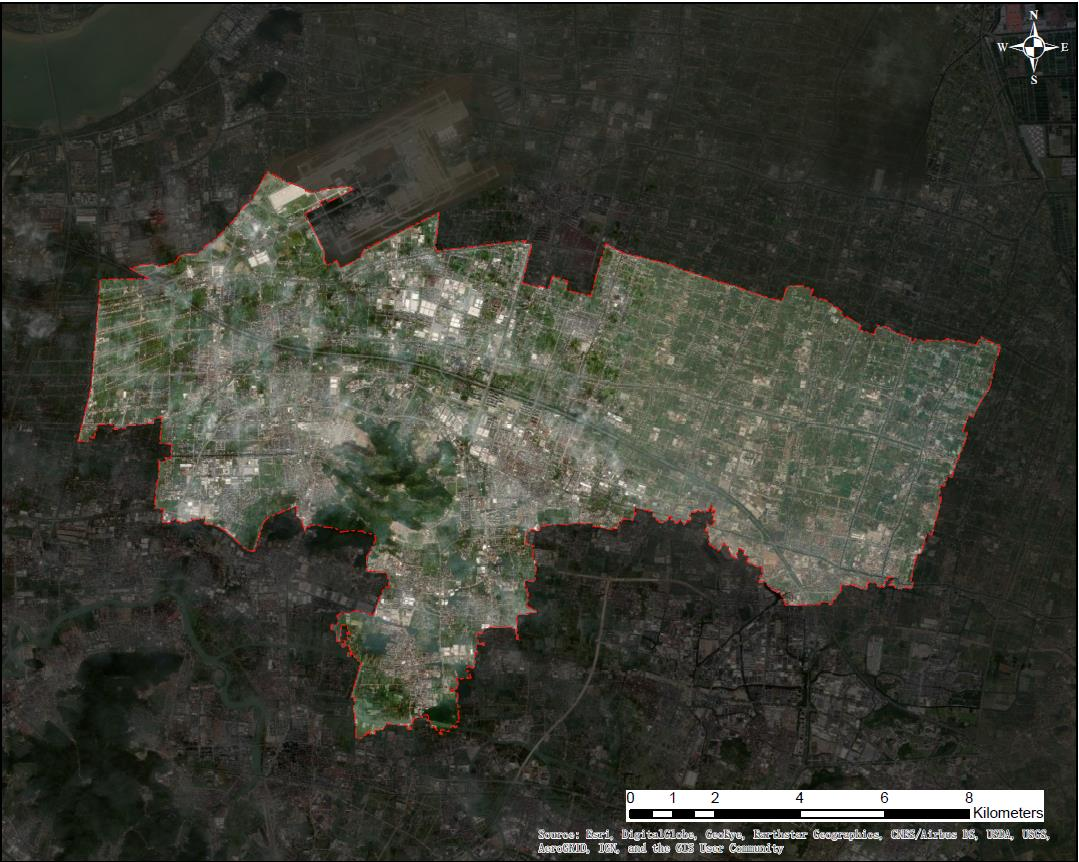 N
W E
S
0 1 2 4 6 8
Kilometers
Source: Esri, DigitalGlobe, GeoEye, Earthstar Geographics, CNES/Airbus DS, USDA, USGS,
AeroGRID, IGN, and the GIS User Community